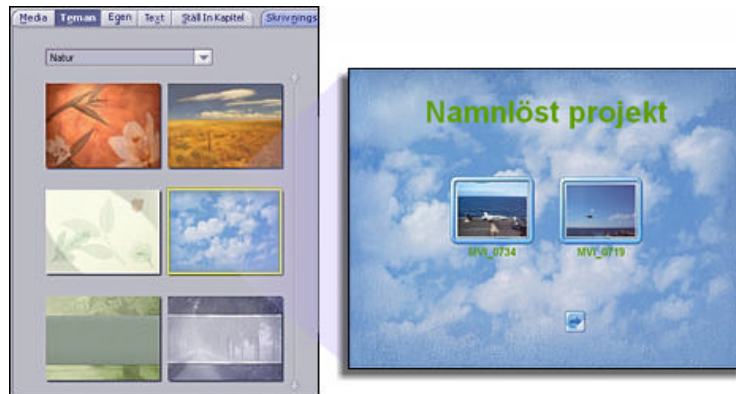 Media Teman Egen Text Ställ In Kapitel Skrivnings
Natur
Namnlöst projekt
MVI_0734 MVI_0719